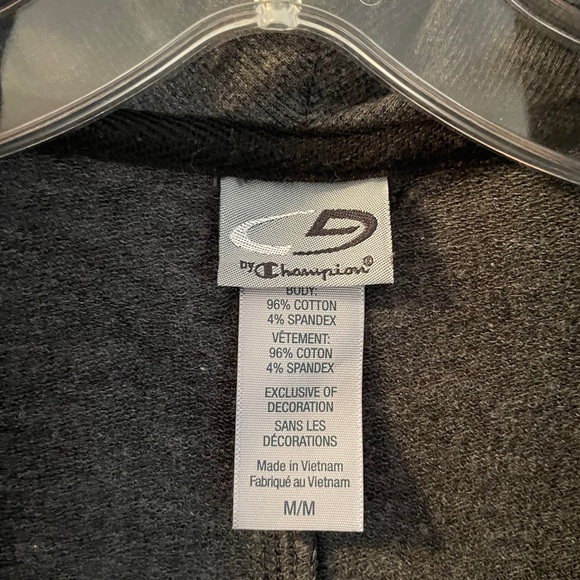 C9
BY Champion®
BODY:
96% COTTON
4% SPANDEX
VÊTEMENT:
96% COTON
4% SPANDEX
EXCLUSIVE OF
DECORATION
SANS LES
DÉCORATIONS
Made in Vietnam
Fabriqué au Vietnam
M/M